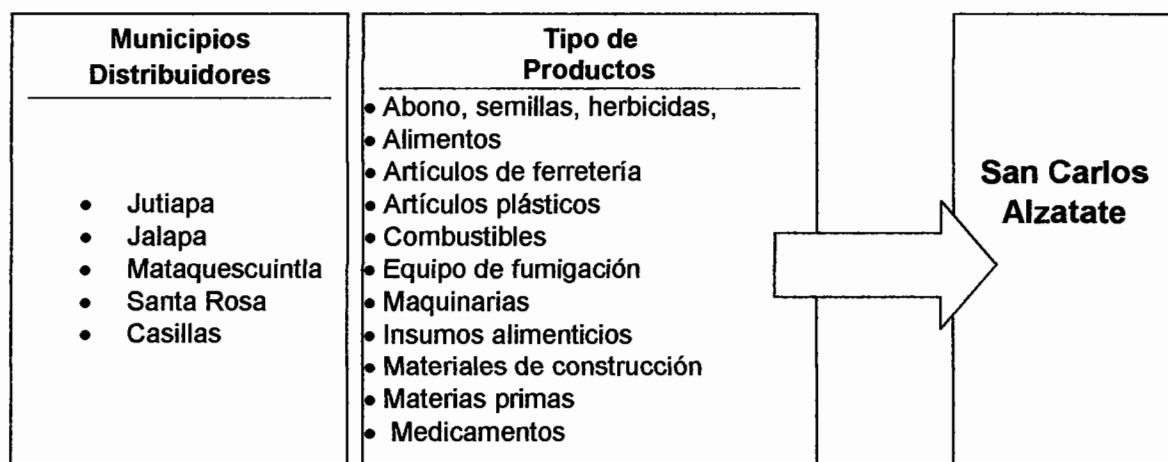 Municipios
Distribuidores
• Jutiapa
• Jalapa
• Mataquescuintla
• Santa Rosa
• Casillas
Tipo de
Productos
• Abono, semillas, herbicidas,
• Alimentos
• Artículos de ferretería
• Artículos plásticos
• Combustibles
• Equipo de fumigación
• Maquinarias
• Insumos alimenticios
• Materiales de construcción
• Materias primas
• Medicamentos
San Carlos
Alzatate